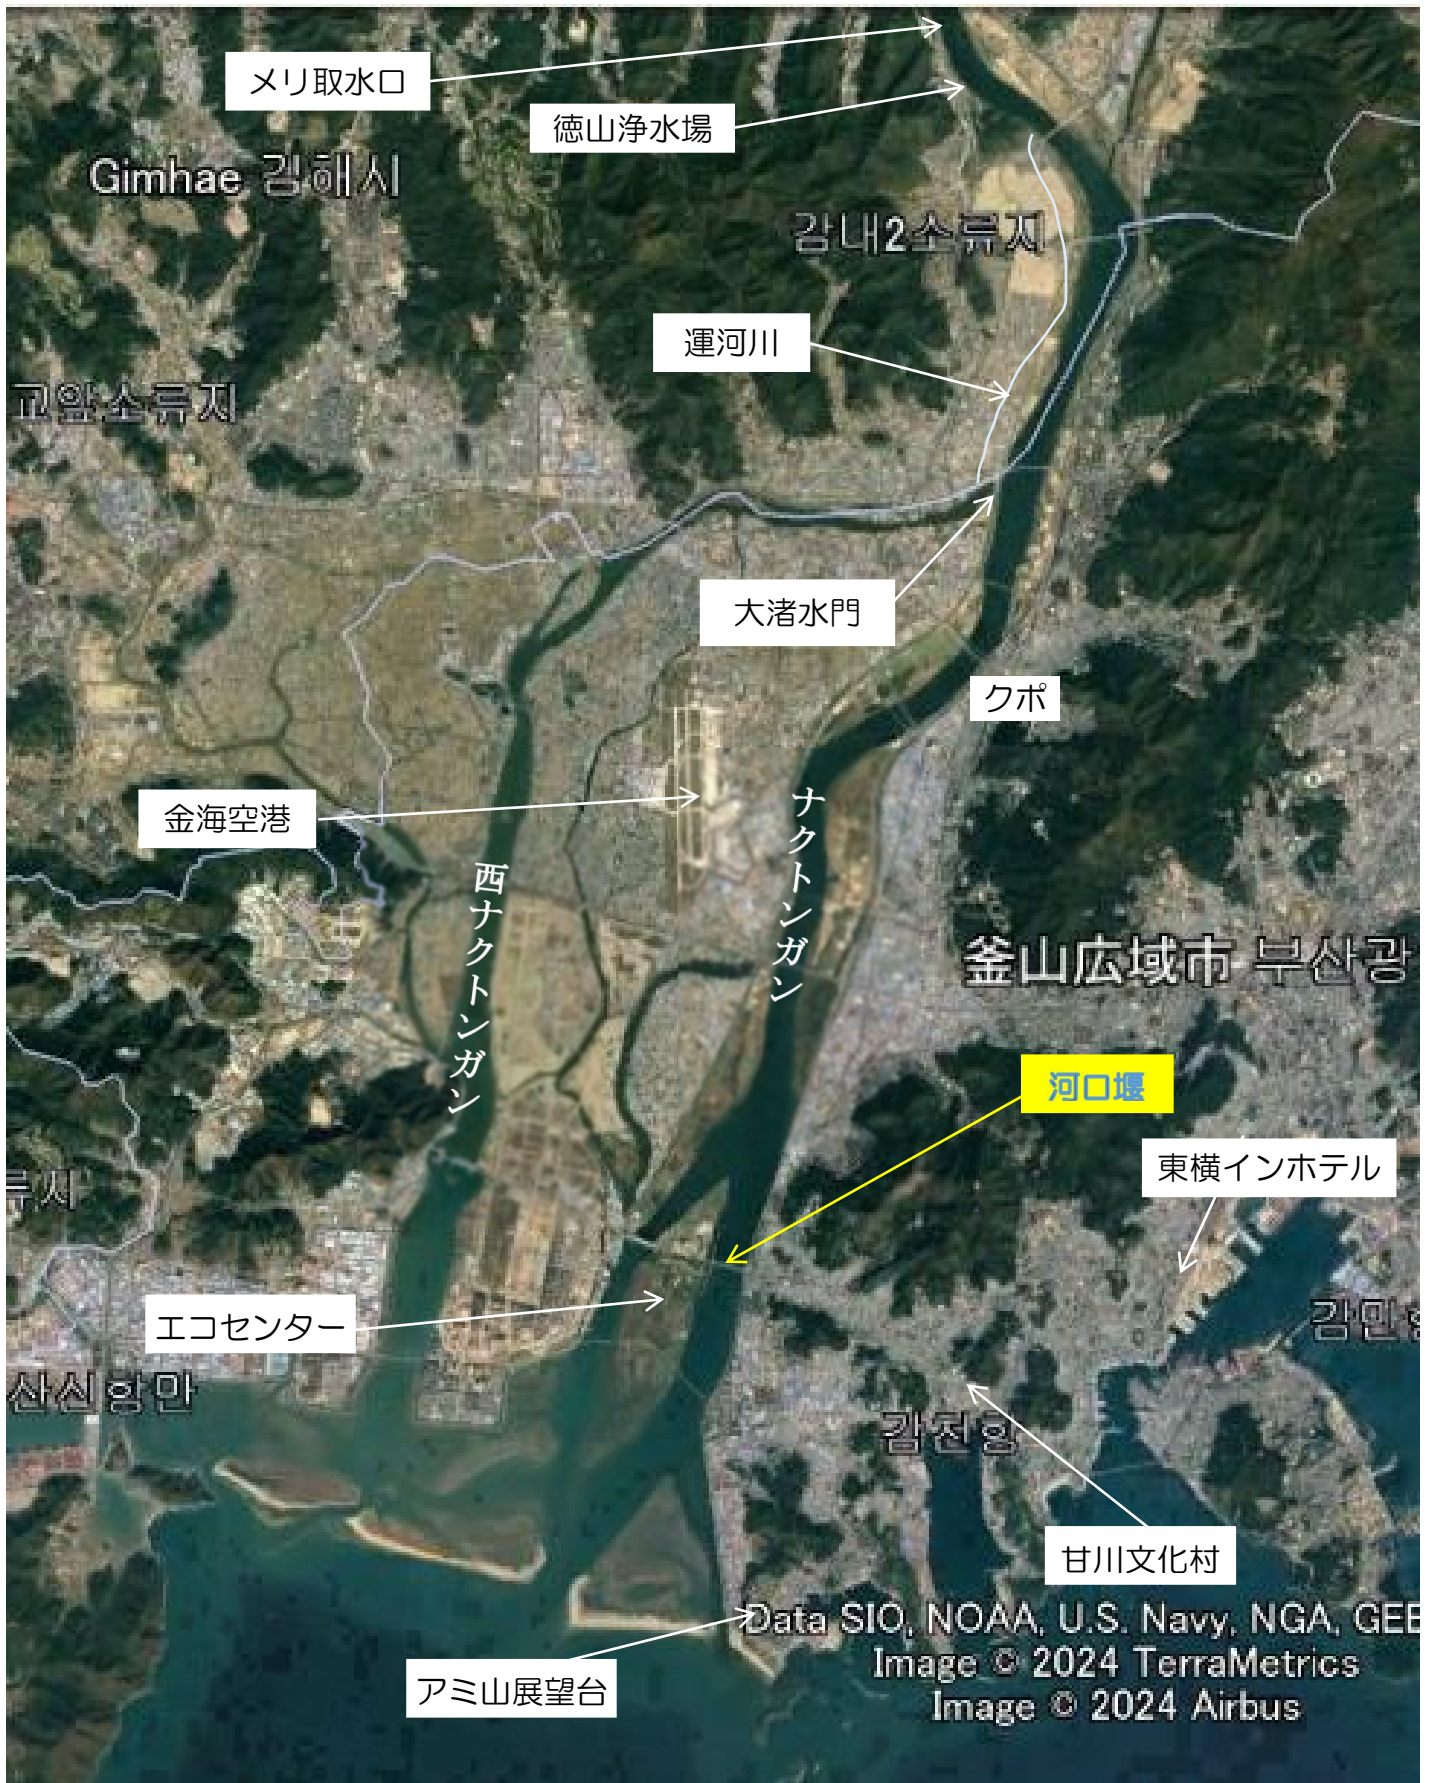 メリ取水口
徳山浄水場
Gimhae 김해시
감내2소류지
運河川
고암소류지
大渚水門
クポ
金海空港
ナクトンガン
西ナクトンガン
釜山広域市 부산광
河口堰
東横インホテル
エコセンター
산신항만
감천항
甘川文化村
Data SIO, NOAA, U.S. Navy, NGA, GEB
Image © 2024 TerraMetrics
アミ山展望台
Image © 2024 Airbus